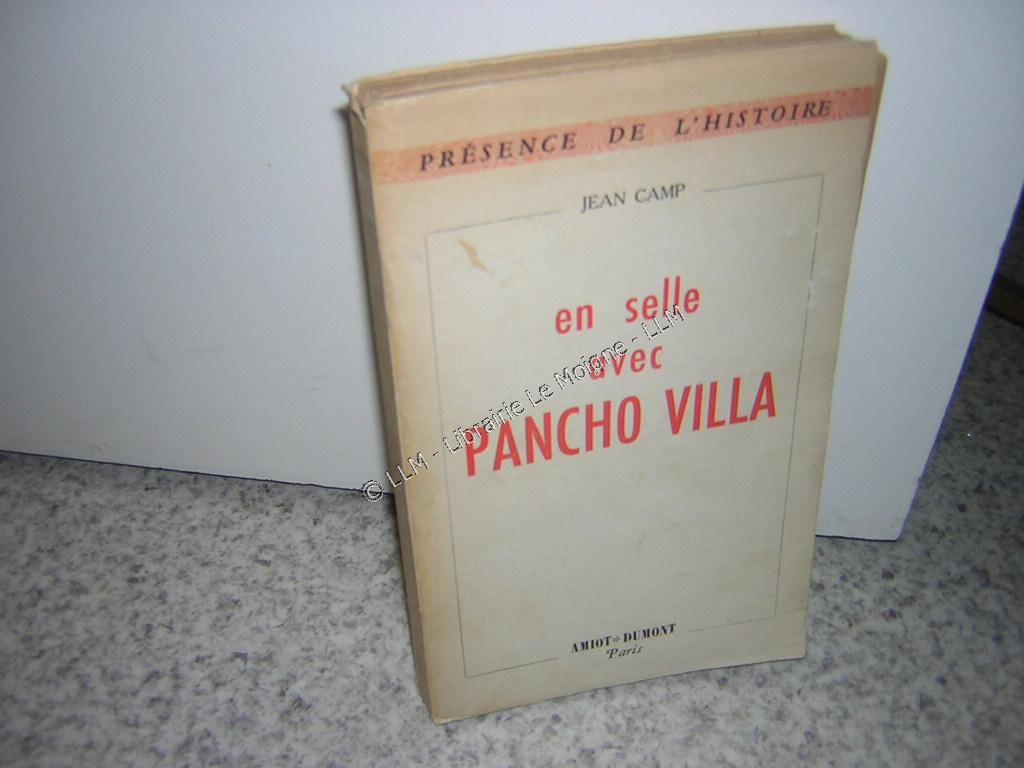 PRÉSENCE DE L'HISTOIRE
JEAN CAMP
en selle
avec
PANCHO VILLA
© LLM - Librairie Le Moigne - LLM
AMIOT * DUMONT
Paris